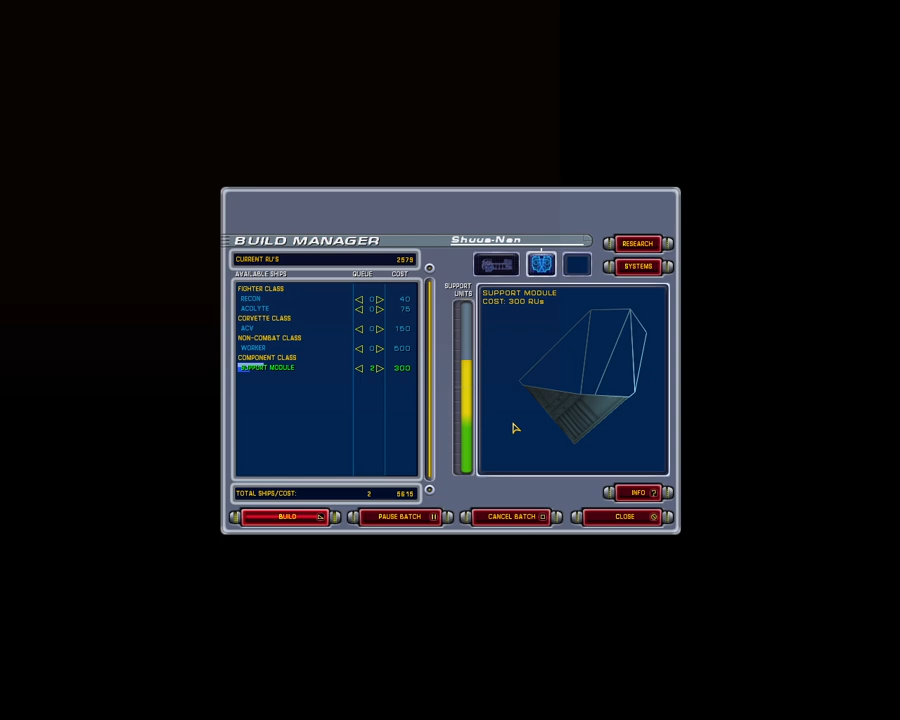 BUILD MANAGER
Shuua-Nan
RESEARCH
CURRENT RU'S 2579
SYSTEMS
AVAILABLE SHIPS QUEUE COST
SUPPORT UNITS
FIGHTER CLASS
RECON 0 40
ACOLYTE 0 75
CORVETTE CLASS
ACV 0 150
NON-COMBAT CLASS
WORKER 0 500
COMPONENT CLASS
SUPPORT MODULE 2 300
SUPPORT MODULE
COST: 300 RUs
TOTAL SHIPS/COST: 2 5615
INFO ?
BUILD
PAUSE BATCH
CANCEL BATCH
CLOSE